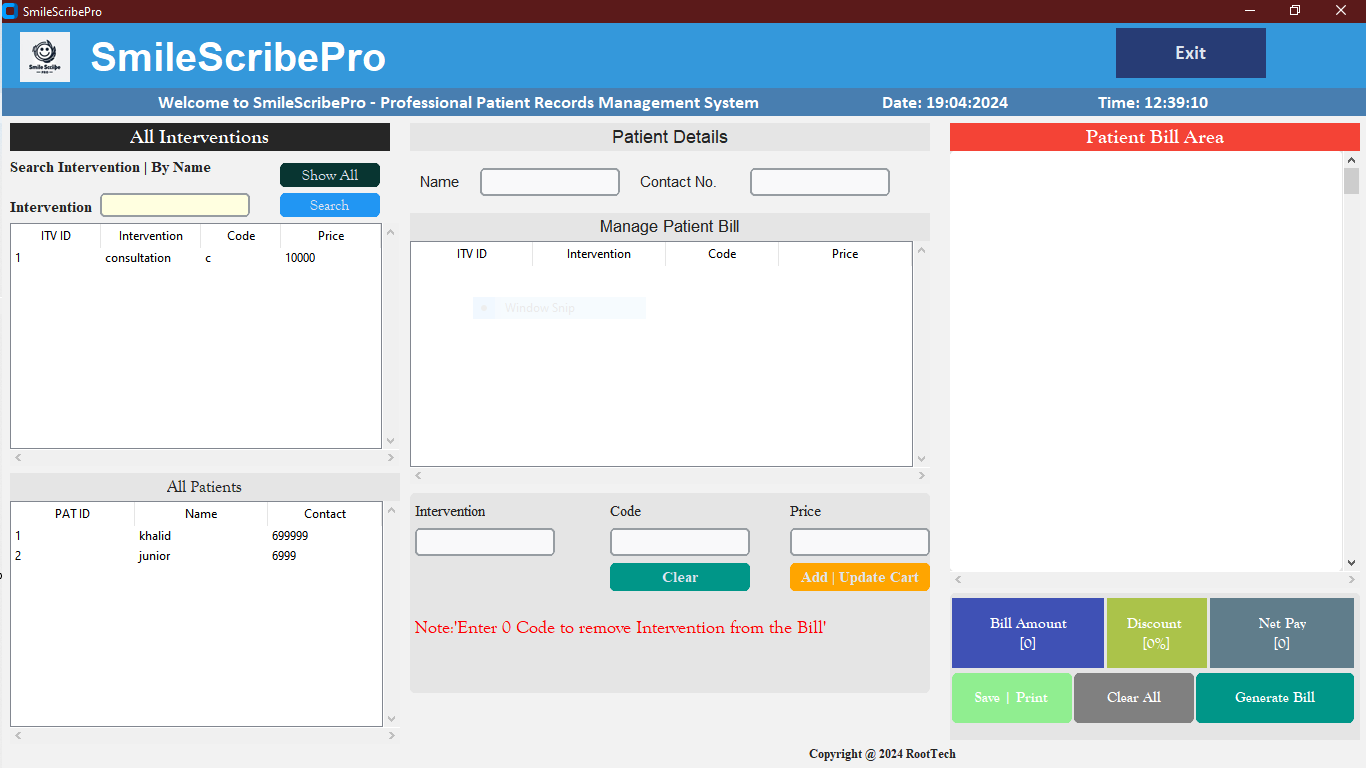 SmileScribePro
Smile Scribe
PRO
SmileScribePro
Exit
Welcome to SmileScribePro - Professional Patient Records Management System
Date: 19:04:2024
Time: 12:39:10
All Interventions
Search Intervention | By Name
Show All
Intervention
Search
ITV ID Intervention Code Price
1 consultation c 10000
All Patients
PAT ID Name Contact
1 khalid 699999
2 junior 6999
Patient Details
Name Contact No.
Manage Patient Bill
ITV ID Intervention Code Price
Window Snip
Intervention Code Price
Clear Add | Update Cart
Note:'Enter 0 Code to remove Intervention from the Bill'
Patient Bill Area
Bill Amount
[0]
Discount
[0%]
Net Pay
[0]
Save | Print Clear All Generate Bill
Copyright @ 2024 RootTech